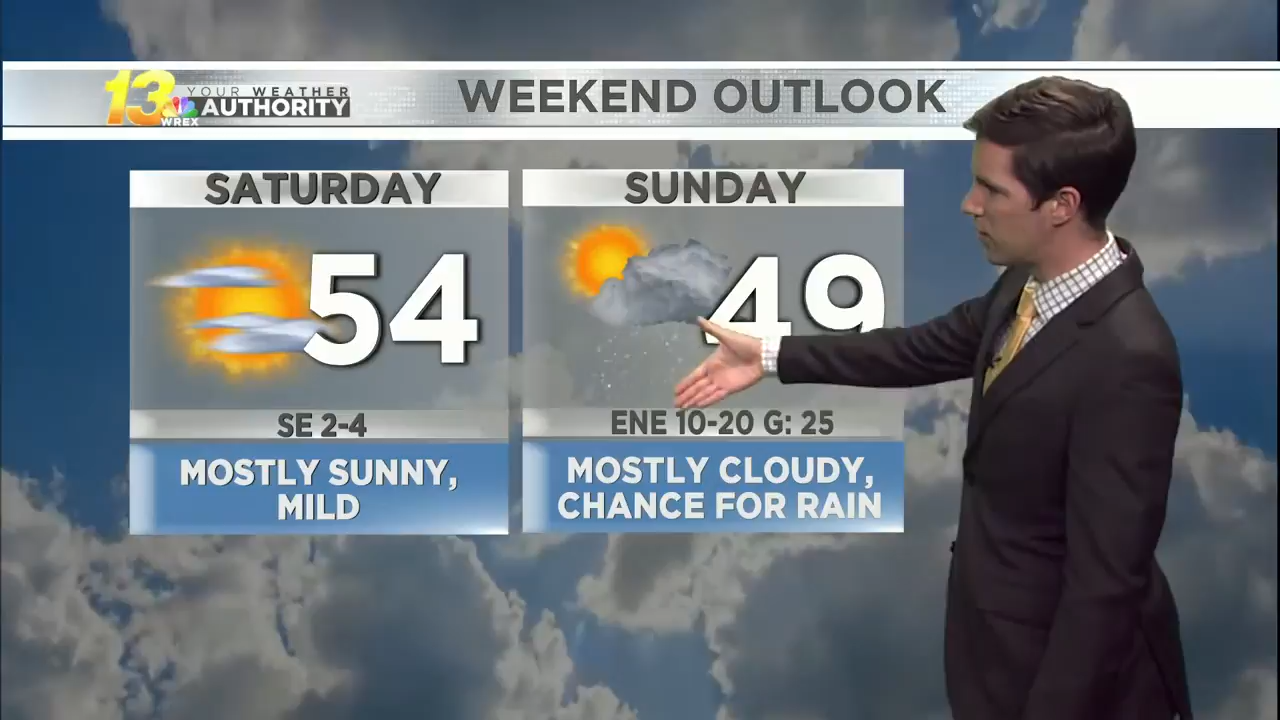 13
WREX
YOUR WEATHER
AUTHORITY
WEEKEND OUTLOOK
SATURDAY
54
SE 2-4
MOSTLY SUNNY,
MILD
SUNDAY
49
ENE 10-20 G: 25
MOSTLY CLOUDY,
CHANCE FOR RAIN